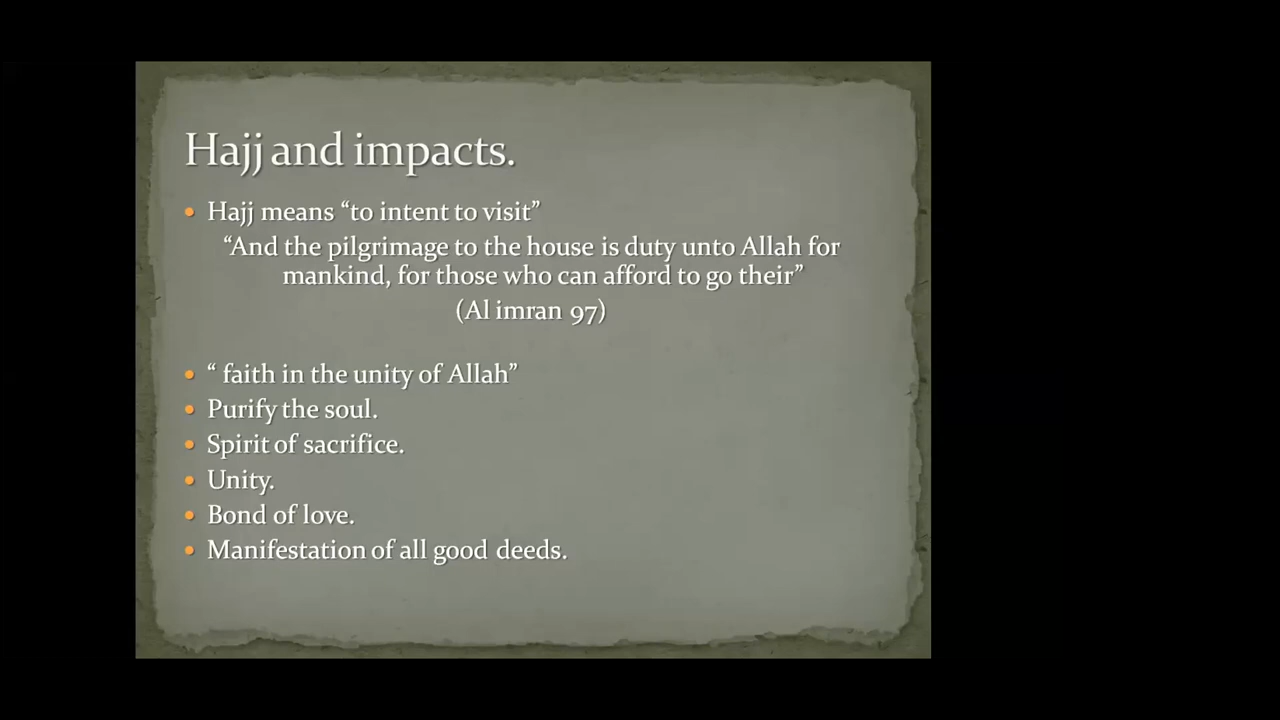 Hajj and impacts.
• Hajj means “to intent to visit”
“And the pilgrimage to the house is duty unto Allah for
mankind, for those who can afford to go their”
(Al imran 97)
• “ faith in the unity of Allah”
• Purify the soul.
• Spirit of sacrifice.
• Unity.
• Bond of love.
• Manifestation of all good deeds.